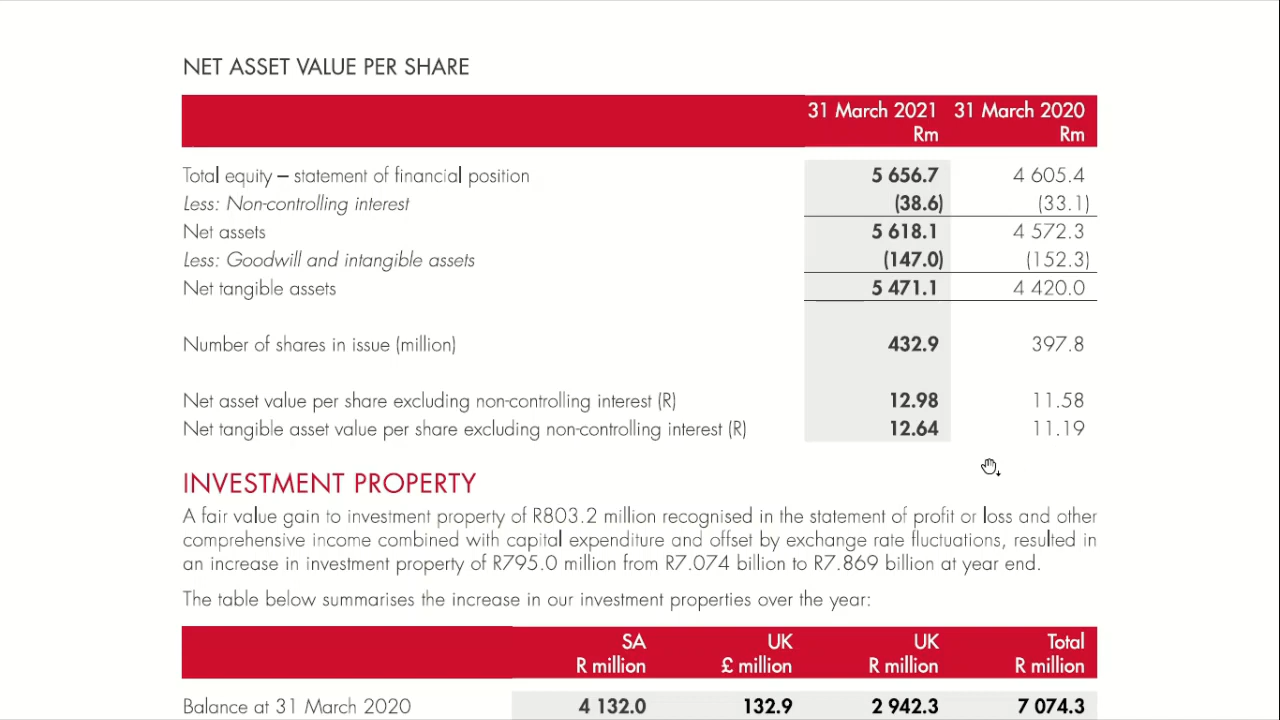 NET ASSET VALUE PER SHARE
31 March 2021 31 March 2020
Rm Rm
Total equity – statement of financial position 5 656.7 4 605.4
Less: Non-controlling interest (38.6) (33.1)
Net assets 5 618.1 4 572.3
Less: Goodwill and intangible assets (147.0) (152.3)
Net tangible assets 5 471.1 4 420.0
Number of shares in issue (million) 432.9 397.8
Net asset value per share excluding non-controlling interest (R) 12.98 11.58
Net tangible asset value per share excluding non-controlling interest (R) 12.64 11.19
INVESTMENT PROPERTY
A fair value gain to investment property of R803.2 million recognised in the statement of profit or loss and other
comprehensive income combined with capital expenditure and offset by exchange rate fluctuations, resulted in
an increase in investment property of R795.0 million from R7.074 billion to R7.869 billion at year end.
The table below summarises the increase in our investment properties over the year:
SA UK UK Total
R million £ million R million R million
Balance at 31 March 2020 4 132.0 132.9 2 942.3 7 074.3